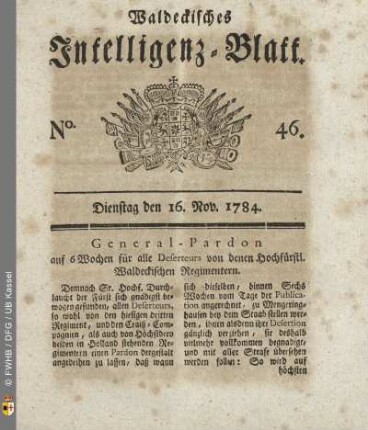 Waldeckisches
Intelligenz-Blatt.
No. 46.
Dienstag den 16. Nov. 1784.
General-Pardon
auf 6 Wochen für alle Deserteurs von denen Hochfürstl.
Waldeckischen Regimentern.
Demnach Sr. Hochf. Durch-
laucht der Fürst sich gnädigst be-
wogen gefunden, allen Deserteurs,
so wohl von den hiesigen dritten
Regiment, und den Craiß-Com-
pagnien, als auch von Höchstdero
beiden in Holland stehenden Re-
gimentern einen Pardon dergestalt
angedeihen zu lassen, daß wann
sich dieselben, binnen Sechs
Wochen vom Tage der Publica-
tion angerechnet, zu Mengering-
hausen bey dem Staab stellen wer-
den, ihnen alsdenn ihre Desertion
gänzlich verziehen, sie deshalb
vielmehr vollkommen begnadigt,
und mit aller Strafe übersehen
werden sollen: So wird auf
höchsten
© FWHB / DFG / UB Kassel